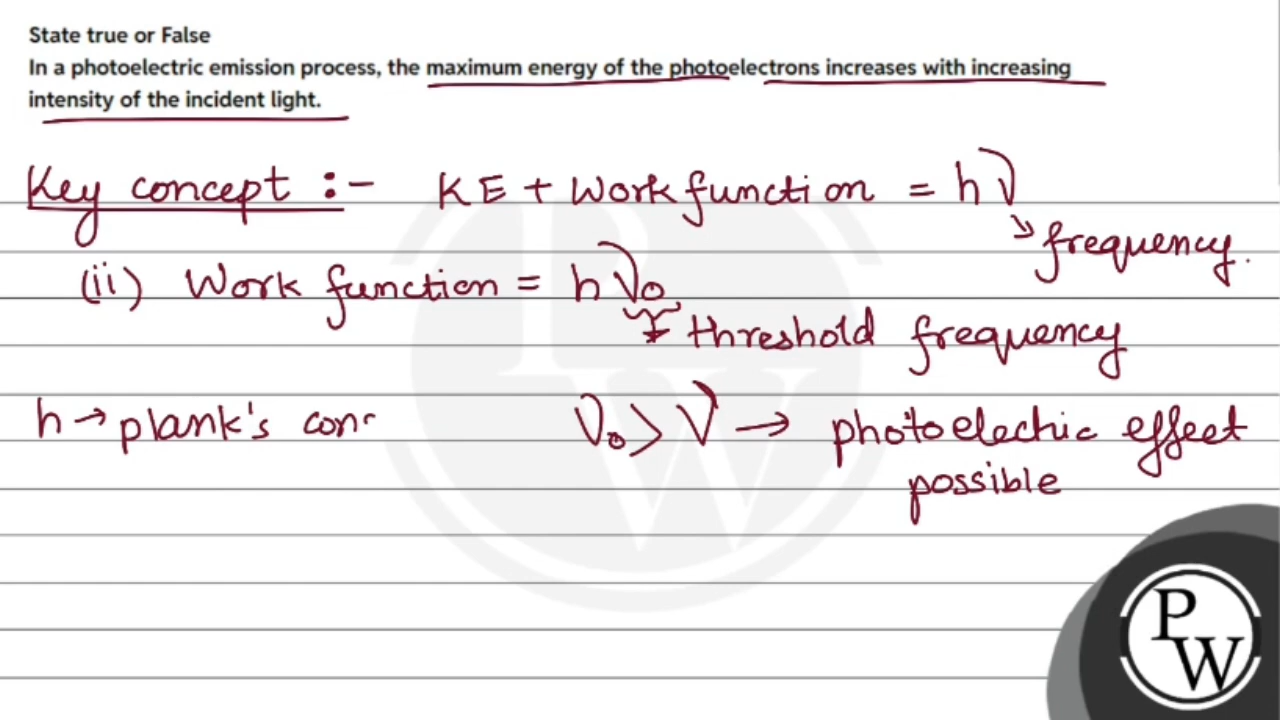 State true or False
In a photoelectric emission process, the maximum energy of the photoelectrons increases with increasing
intensity of the incident light.
Key concept :- KE + Work function = hν
↘ frequency.
(ii) Work function = hν₀
→ threshold frequency
h → plank's con
ν₀ > ν → photoelectric effect
possible
PW
PW